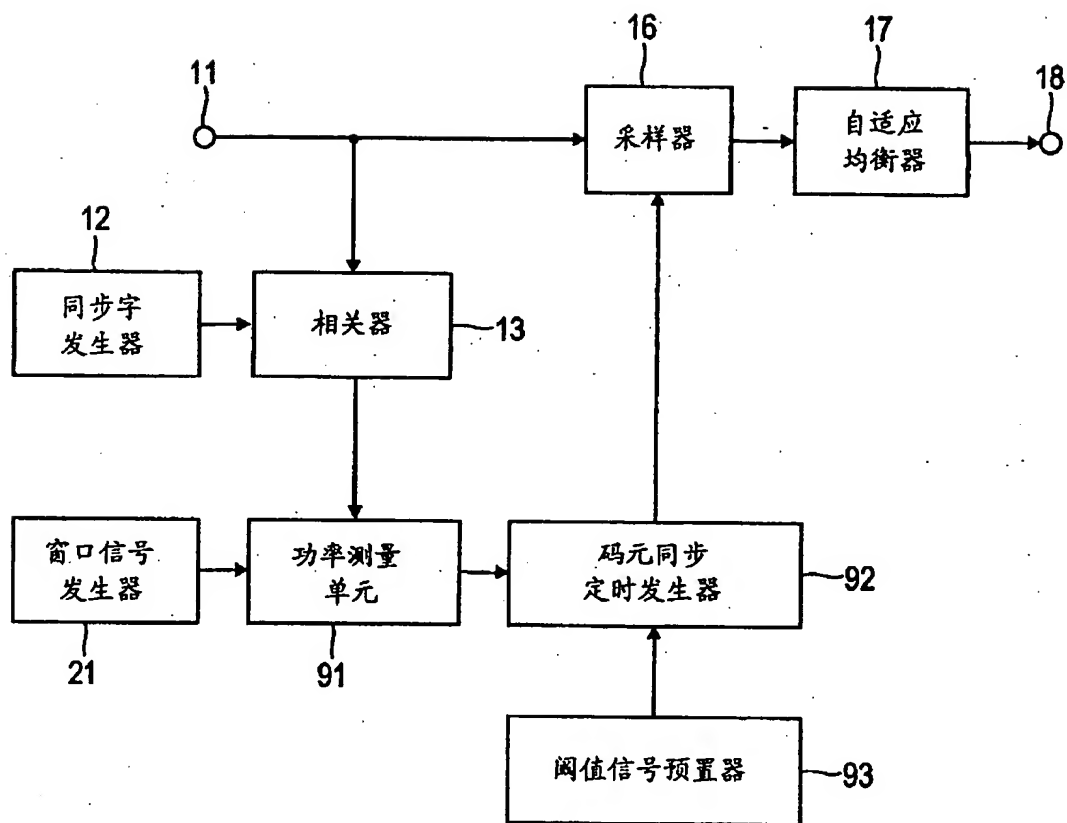 16
17
11
18
采样器
自适应
均衡器
12
同步字
发生器
相关器
13
窗口信号
发生器
功率测量
单元
码元同步
定时发生器
92
21
91
阈值信号预置器
93